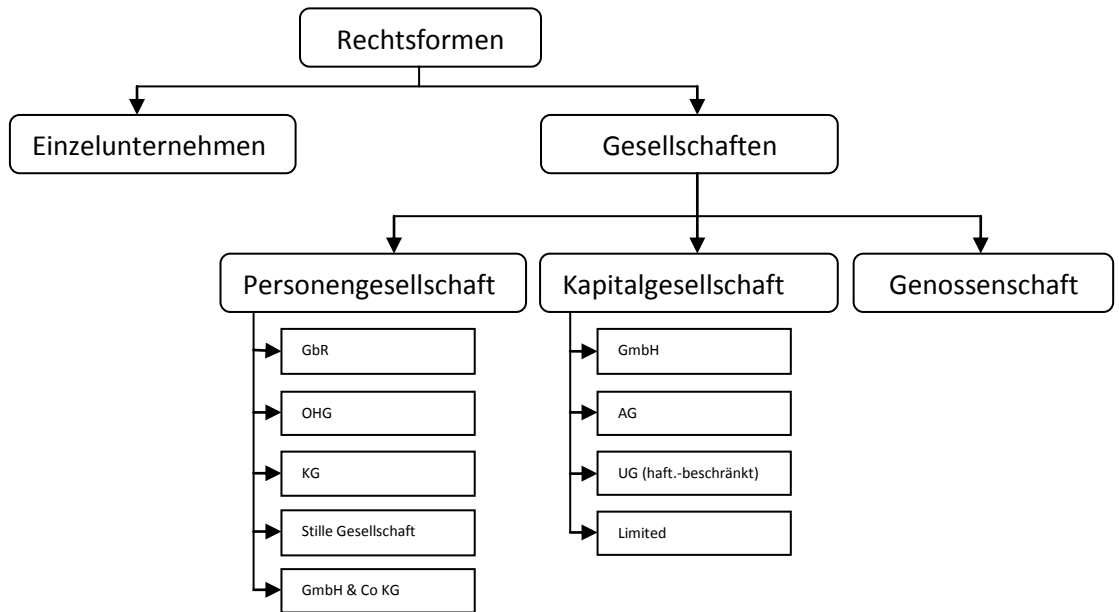 Rechtsformen
Einzelunternehmen
Gesellschaften
Personengesellschaft
Kapitalgesellschaft
Genossenschaft
GbR
OHG
KG
Stille Gesellschaft
GmbH & Co KG
GmbH
AG
UG (haft.-beschränkt)
Limited